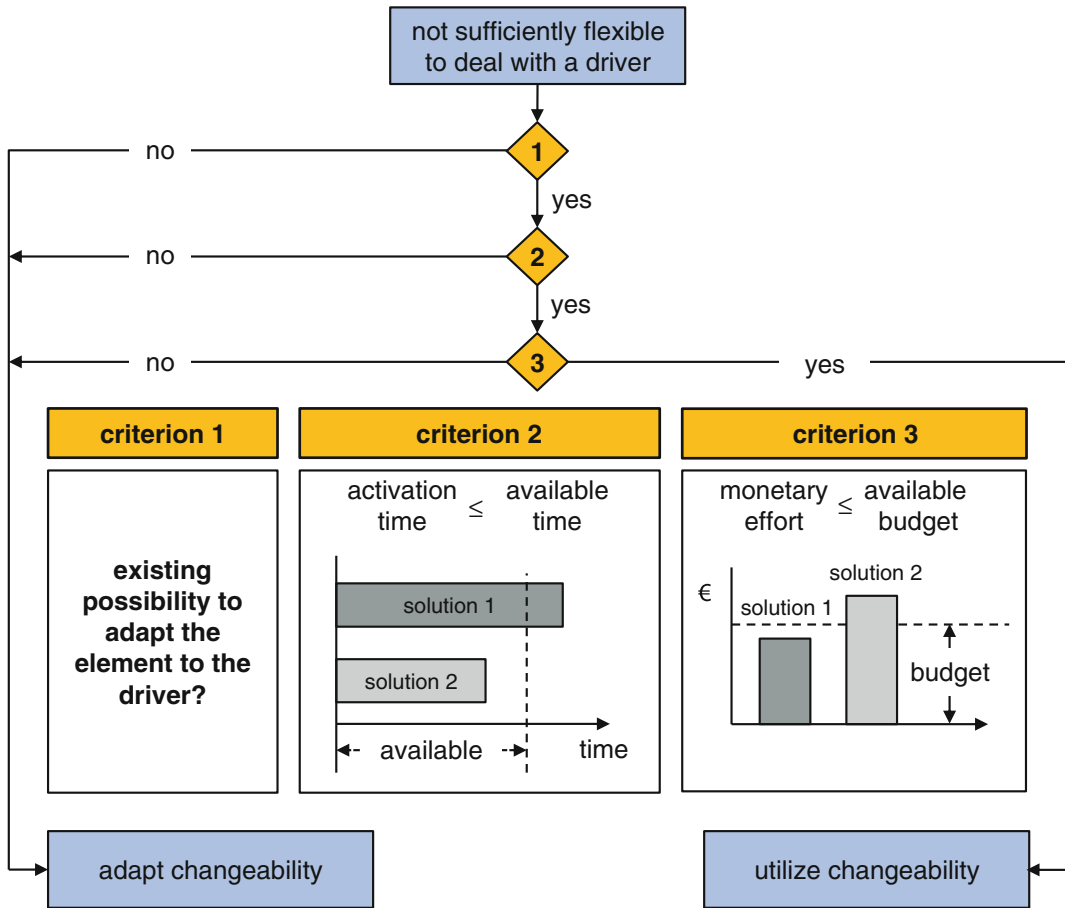 not sufficiently flexible
to deal with a driver
1
no
yes
2
no
yes
3
no
yes
criterion 1
criterion 2
criterion 3
existing
possibility to
adapt the
element to the
driver?
activation
time
≤
available
time
solution 1
solution 2
available
time
monetary
effort
≤
available
budget
€
solution 1
solution 2
budget
adapt changeability
utilize changeability